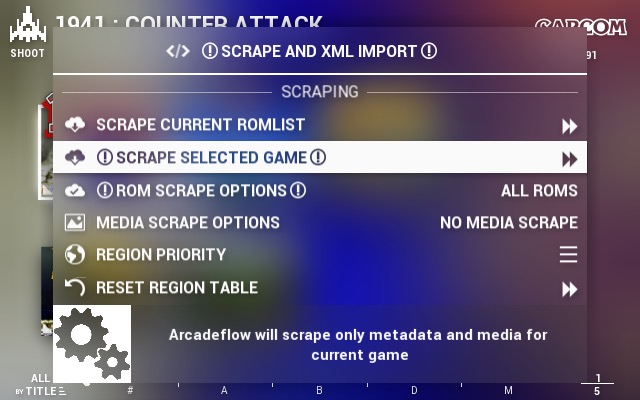 1941 : COUNTER ATTACK
CAPCOM
SHOOT
</> ! SCRAPE AND XML IMPORT !
91
SCRAPING
SCRAPE CURRENT ROMLIST
! SCRAPE SELECTED GAME !
! ROM SCRAPE OPTIONS ! ALL ROMS
MEDIA SCRAPE OPTIONS NO MEDIA SCRAPE
REGION PRIORITY
RESET REGION TABLE
Arcadeflow will scrape only metadata and media for
current game
ALL
BY TITLE
# A B D M
1
5